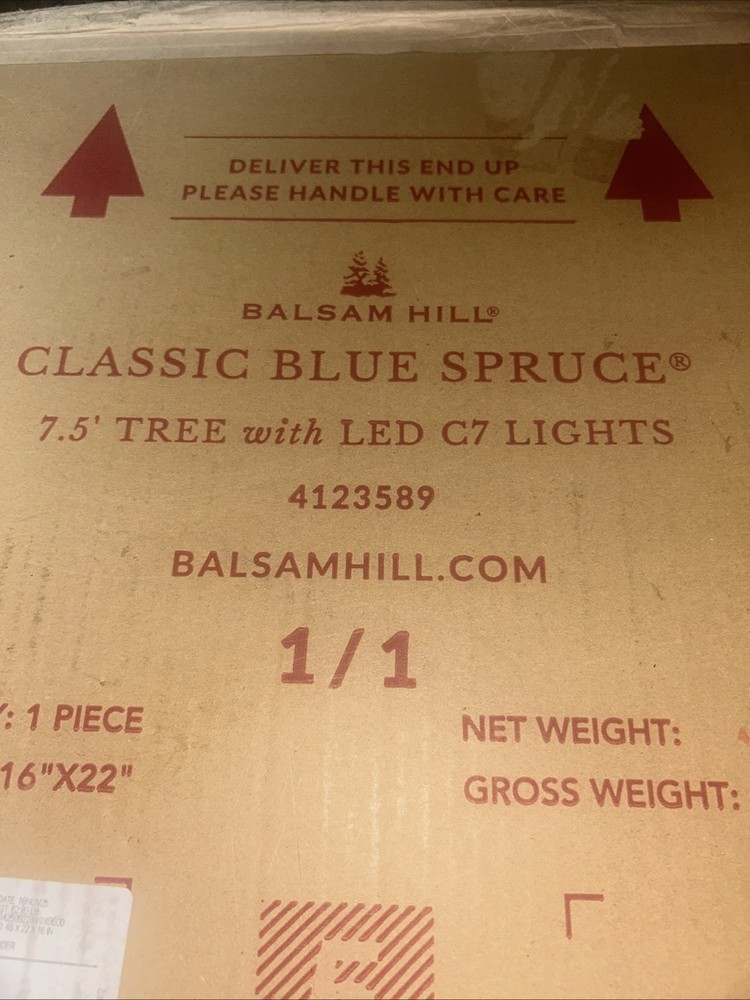 DELIVER THIS END UP
PLEASE HANDLE WITH CARE
BALSAM HILL®
CLASSIC BLUE SPRUCE®
7.5' TREE with LED C7 LIGHTS
4123589
BALSAMHILL.COM
1/1
: 1 PIECE
NET WEIGHT:
16"X22"
GROSS WEIGHT: